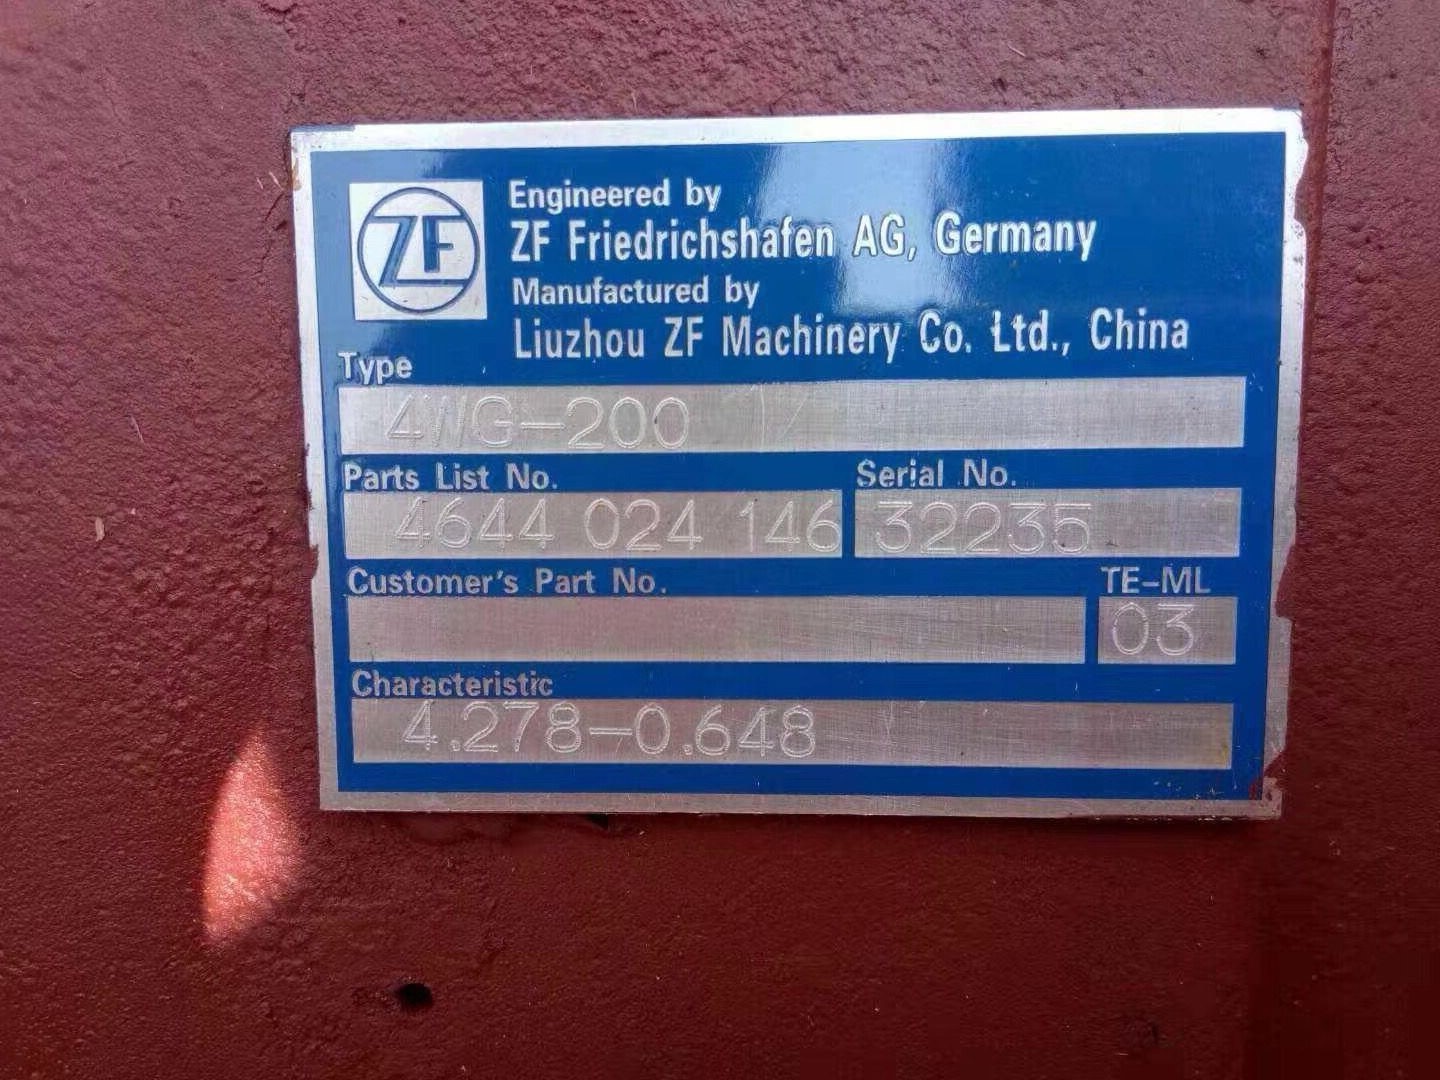 ZF
Engineered by
ZF Friedrichshafen AG, Germany
Manufactured by
Liuzhou ZF Machinery Co. Ltd., China
Type
4WG-200
Parts List No.
Serial No.
4644 024 146
32235
Customer's Part No.
TE-ML
03
Characteristic
4.278-0.648